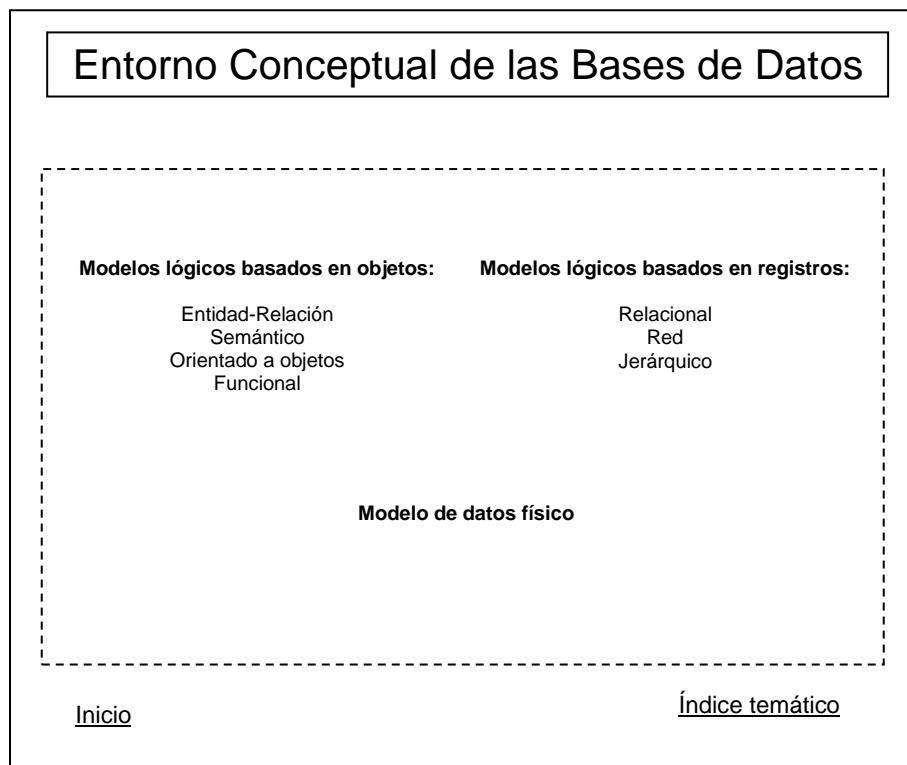 Entorno Conceptual de las Bases de Datos
Modelos lógicos basados en objetos:
Entidad-Relación
Semántico
Orientado a objetos
Funcional
Modelos lógicos basados en registros:
Relacional
Red
Jerárquico
Modelo de datos físico
Inicio
Índice temático